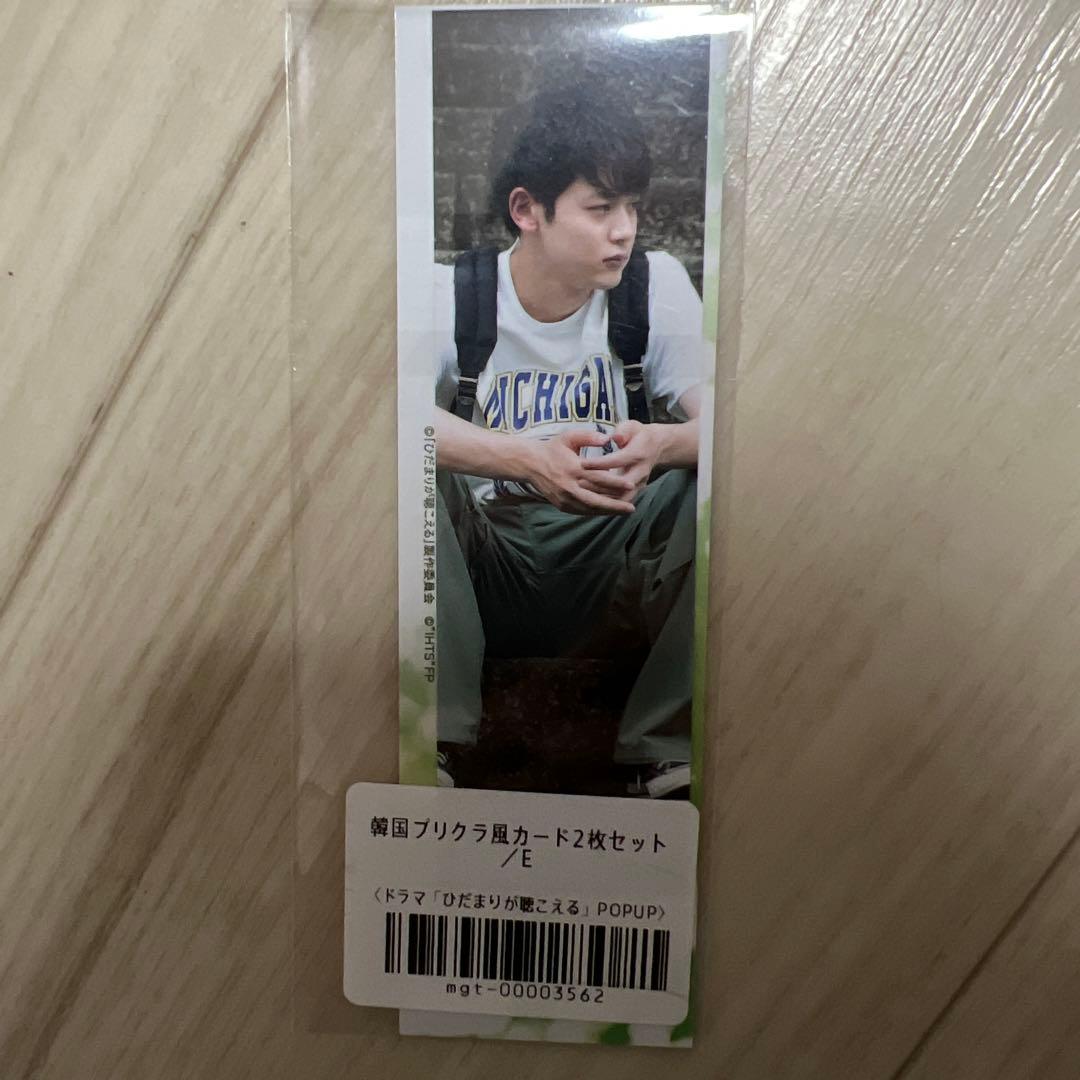 MICHIGA
©「ひだまりが聴こえる」製作委員会 ©"IHTS"FP
韓国プリクラ風カード2枚セット
／E
〈ドラマ「ひだまりが聴こえる」POPUP〉
mgt-00003562